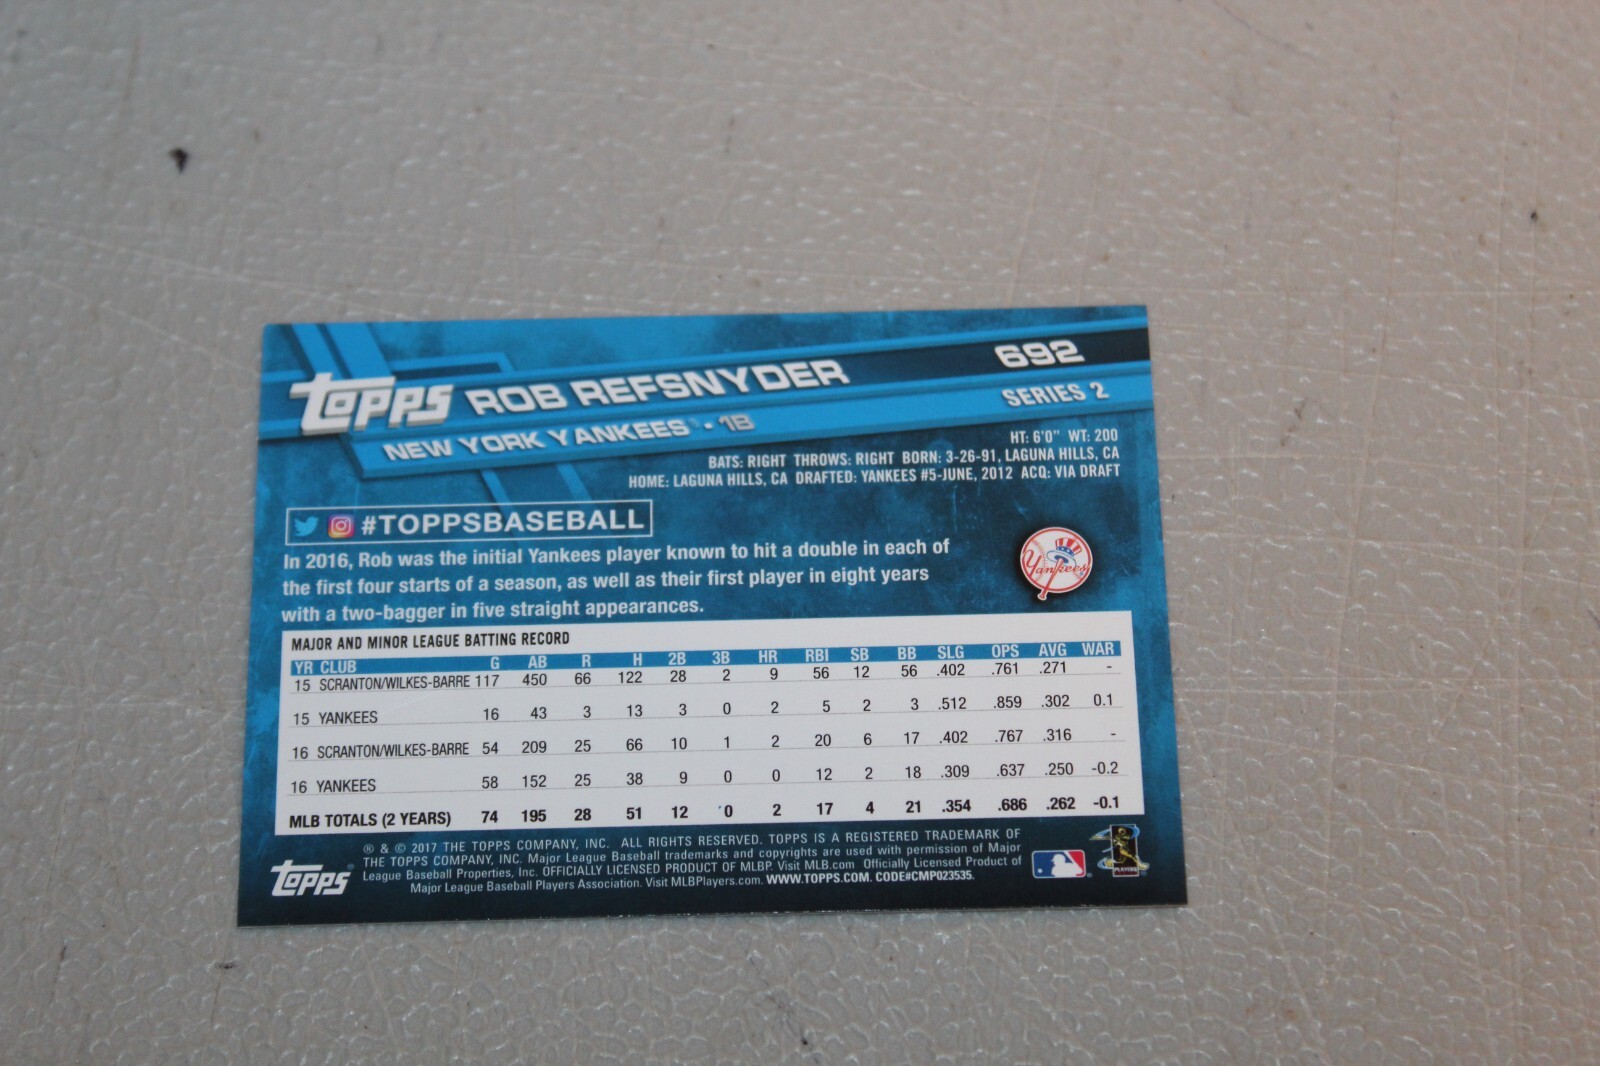 topps ROB REFSNYDER 692
NEW YORK YANKEES • 1B SERIES 2
HT: 6'0" WT: 200
BATS: RIGHT THROWS: RIGHT BORN: 3-26-91, LAGUNA HILLS, CA
HOME: LAGUNA HILLS, CA DRAFTED: YANKEES #5-JUNE, 2012 ACQ: VIA DRAFT
#TOPPSBASEBALL
In 2016, Rob was the initial Yankees player known to hit a double in each of
the first four starts of a season, as well as their first player in eight years
with a two-bagger in five straight appearances.
Yankees
MAJOR AND MINOR LEAGUE BATTING RECORD
YR CLUB G AB R H 2B 3B HR RBI SB BB SLG OPS AVG WAR
15 SCRANTON/WILKES-BARRE 117 450 66 122 28 2 9 56 12 56 .402 .761 .271 -
15 YANKEES 16 43 3 13 3 0 2 5 2 3 .512 .859 .302 0.1
16 SCRANTON/WILKES-BARRE 54 209 25 66 10 1 2 20 6 17 .402 .767 .316 -
16 YANKEES 58 152 25 38 9 0 0 12 2 18 .309 .637 .250 -0.2
MLB TOTALS (2 YEARS) 74 195 28 51 12 0 2 17 4 21 .354 .686 .262 -0.1
® & © 2017 THE TOPPS COMPANY, INC. ALL RIGHTS RESERVED. TOPPS IS A REGISTERED TRADEMARK OF
THE TOPPS COMPANY, INC. Major League Baseball trademarks and copyrights are used with permission of Major
League Baseball Properties, Inc. OFFICIALLY LICENSED PRODUCT OF MLBP. Visit MLB.com Officially Licensed Product of
Major League Baseball Players Association. Visit MLBPlayers.com. WWW.TOPPS.COM. CODE#CMP023535.
topps®
PLAYERS